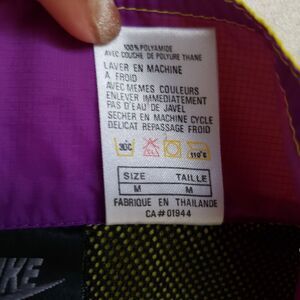 100% POLYAMIDE
AVEC COUCHE DE POLYURE THANE
LAVER EN MACHINE
A FROID
AVEC MEMES COULEURS
ENLEVER IMMEDIATEMENT
PAS D'EAU DE JAVEL
SECHER EN MACHINE CYCLE
DELICAT REPASSAGE FROID
30C 110°C
SIZE TAILLE
M M
FABRIQUE EN THAILANDE
CA#01944
NIKE